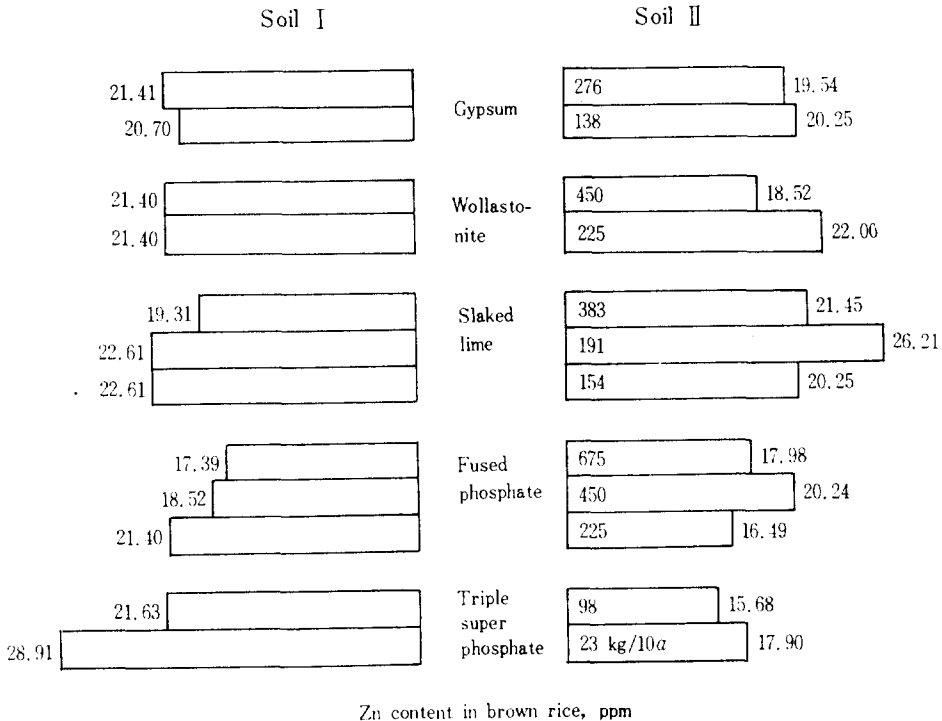 Soil I
Soil II
21.41
20.70
Gypsum
276
19.54
138
20.25
21.40
21.40
Wollasto-
nite
450
18.52
225
22.00
19.31
22.61
22.61
Slaked
lime
383
21.45
191
26.21
154
20.25
17.39
18.52
21.40
Fused
phosphate
675
17.98
450
20.24
225
16.49
21.63
28.91
Triple
super
phosphate
98
15.68
23 kg/10a
17.90
Zn content in brown rice, ppm